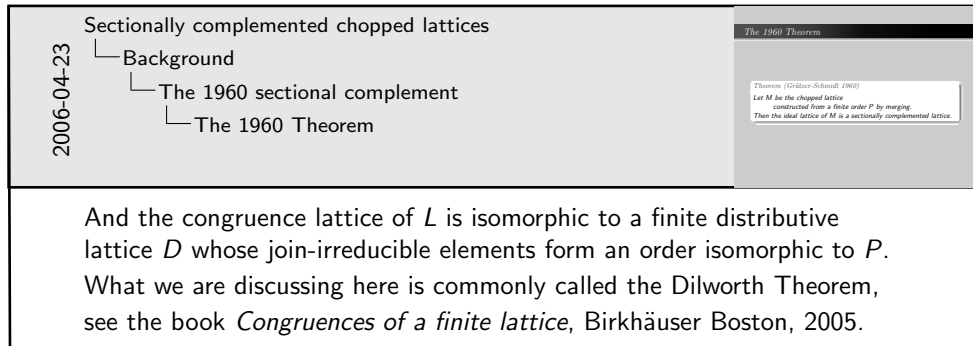 2006-04-23
Sectionally complemented chopped lattices
Background
The 1960 sectional complement
The 1960 Theorem
The 1960 Theorem
Theorem (Grätzer-Schmidt 1960)
Let M be the chopped lattice
constructed from a finite order P by merging.
Then the ideal lattice of M is a sectionally complemented lattice.
And the congruence lattice of L is isomorphic to a finite distributive
lattice D whose join-irreducible elements form an order isomorphic to P.
What we are discussing here is commonly called the Dilworth Theorem,
see the book Congruences of a finite lattice, Birkhäuser Boston, 2005.